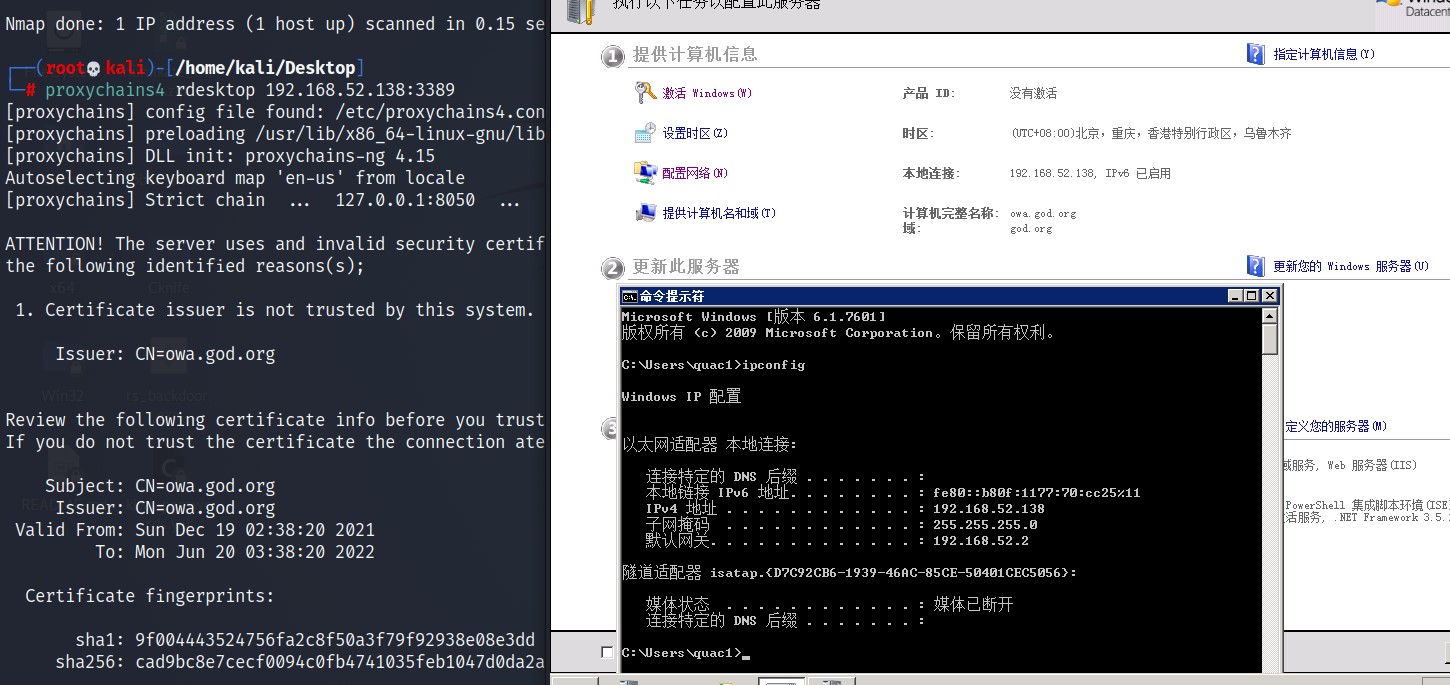 Nmap done: 1 IP address (1 host up) scanned in 0.15 se
┌──(root💀kali)-[/home/kali/Desktop]
└─# proxychains4 rdesktop 192.168.52.138:3389
[proxychains] config file found: /etc/proxychains4.con
[proxychains] preloading /usr/lib/x86_64-linux-gnu/lib
[proxychains] DLL init: proxychains-ng 4.15
Autoselecting keyboard map 'en-us' from locale
[proxychains] Strict chain ... 127.0.0.1:8050 ...
ATTENTION! The server uses and invalid security certif
the following identified reasons(s);
1. Certificate issuer is not trusted by this system.
Issuer: CN=owa.god.org
Review the following certificate info before you trust
If you do not trust the certificate the connection ate
Subject: CN=owa.god.org
Issuer: CN=owa.god.org
Valid From: Sun Dec 19 02:38:20 2021
To: Mon Jun 20 03:38:20 2022
Certificate fingerprints:
sha1: 9f004443524756fa2c8f50a3f79f92938e08e3dd
sha256: cad9bc8e7cecf0094c0fb4741035feb1047d0da2a
执行以下任务以配置此服务器
Datacent
1 提供计算机信息
指定计算机信息(Y)
激活 Windows(W)
产品 ID: 没有激活
设置时区(Z)
时区: (UTC+08:00)北京，重庆，香港特别行政区，乌鲁木齐
配置网络(N)
本地连接: 192.168.52.138, IPv6 已启用
提供计算机名和域(T)
计算机完整名称: owa.god.org
域: god.org
2 更新此服务器
更新您的 Windows 服务器(U)
命令提示符
Microsoft Windows [版本 6.1.7601]
版权所有 (c) 2009 Microsoft Corporation。保留所有权利。
C:\Users\quac1>ipconfig
Windows IP 配置
以太网适配器 本地连接:
连接特定的 DNS 后缀 . . . . . . . :
本地链接 IPv6 地址. . . . . . . . : fe80::b80f:1177:70:cc25%11
IPv4 地址 . . . . . . . . . . . . : 192.168.52.138
子网掩码 . . . . . . . . . . . . : 255.255.255.0
默认网关. . . . . . . . . . . . . : 192.168.52.2
隧道适配器 isatap.{D7C92CB6-1939-46AC-85CE-50401CEC5056}:
媒体状态 . . . . . . . . . . . . : 媒体已断开
连接特定的 DNS 后缀 . . . . . . . :
C:\Users\quac1>_
3
定义您的服务器(M)
域服务, Web 服务器(IIS)
PowerShell 集成脚本环境(ISE
活服务, .NET Framework 3.5.